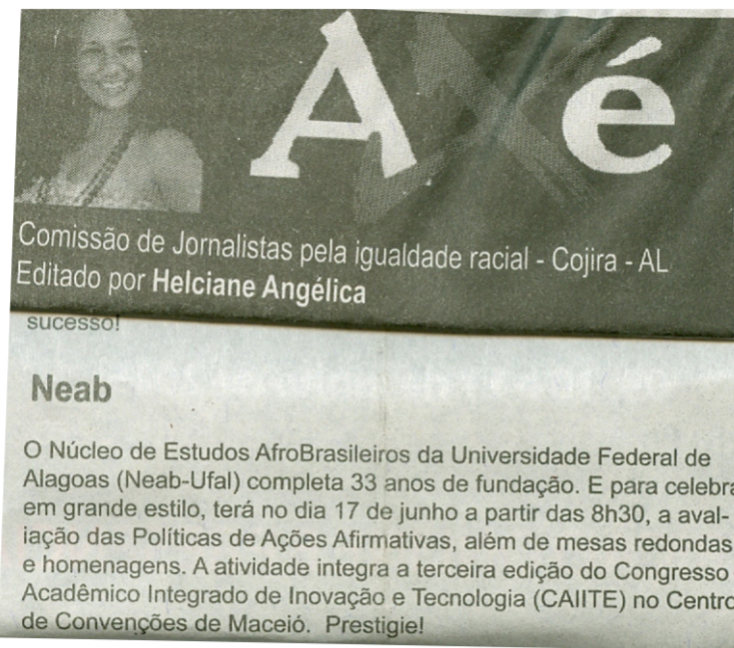 Axé
Comissão de Jornalistas pela igualdade racial - Cojira - AL
Editado por Helciane Angélica
sucesso!
Neab
O Núcleo de Estudos AfroBrasileiros da Universidade Federal de
Alagoas (Neab-Ufal) completa 33 anos de fundação. E para celebra
em grande estilo, terá no dia 17 de junho a partir das 8h30, a aval-
iação das Políticas de Ações Afirmativas, além de mesas redondas
e homenagens. A atividade integra a terceira edição do Congresso
Acadêmico Integrado de Inovação e Tecnologia (CAIITE) no Centro
de Convenções de Maceió. Prestigie!